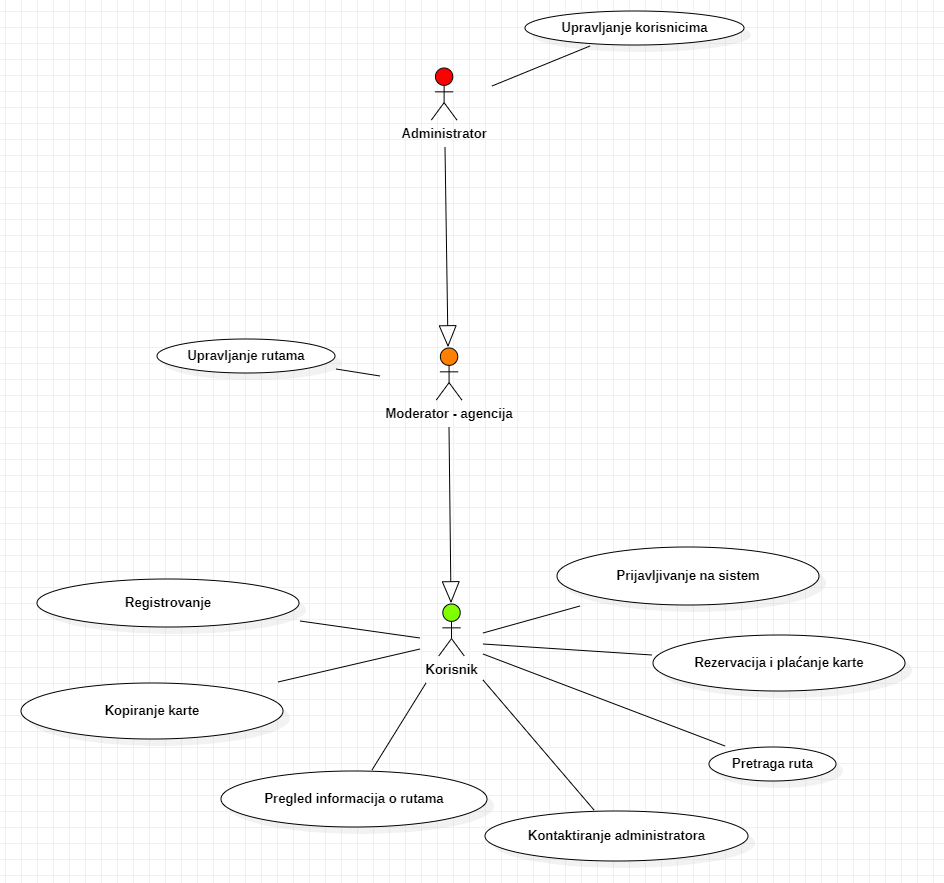 Upravljanje korisnicima
Administrator
Upravljanje rutama
Moderator - agencija
Prijavljivanje na sistem
Registrovanje
Rezervacija i plaćanje karte
Korisnik
Kopiranje karte
Pretraga ruta
Pregled informacija o rutama
Kontaktiranje administratora